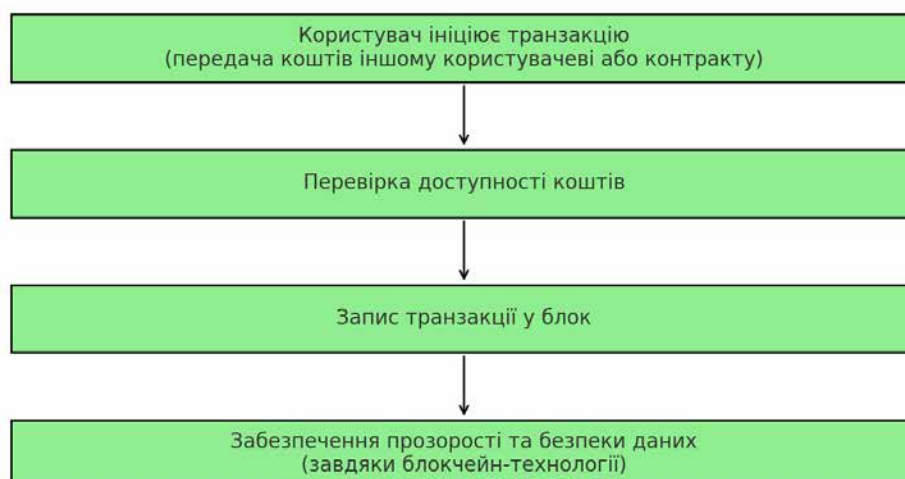 Користувач ініціює транзакцію
(передача коштів іншому користувачеві або контракту)
Перевірка доступності коштів
Запис транзакції у блок
Забезпечення прозорості та безпеки даних
(завдяки блокчейн-технології)